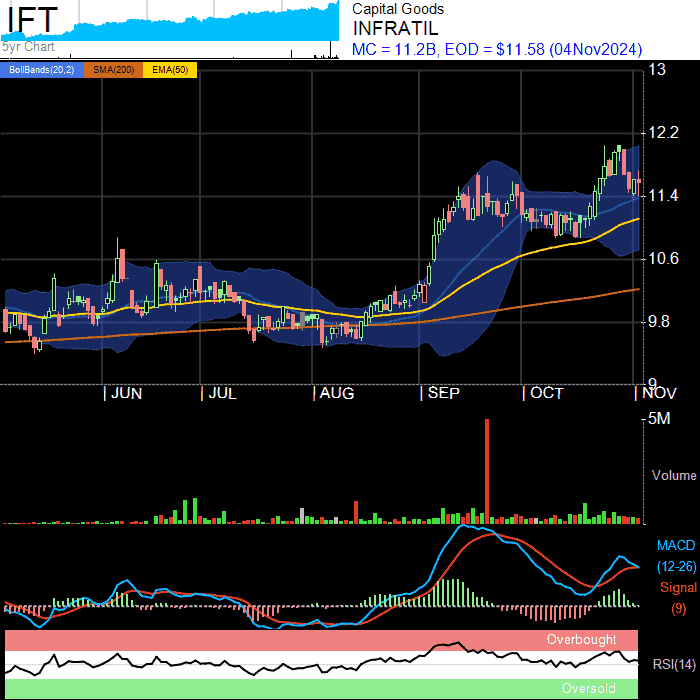 IFT
5yr Chart
Capital Goods
INFRATIL
MC = 11.2B, EOD = $11.58 (04Nov2024)
BollBands(20,2) SMA(200) EMA(50)
13
12.2
11.4
10.6
9.8
9
JUN JUL AUG SEP OCT NOV
5M
Volume
MACD
(12-26)
Signal
(9)
Overbought
RSI(14)
Oversold